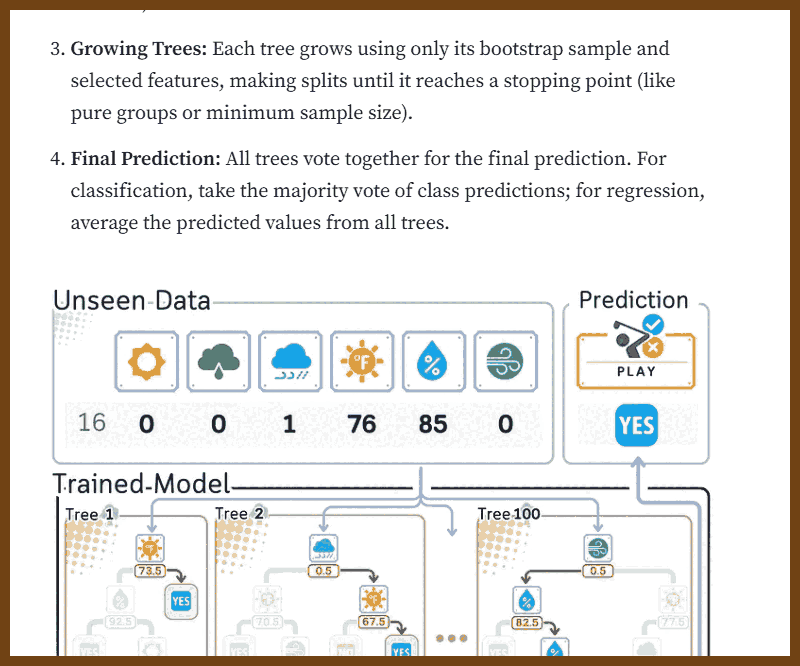 3. Growing Trees: Each tree grows using only its bootstrap sample and
selected features, making splits until it reaches a stopping point (like
pure groups or minimum sample size).
4. Final Prediction: All trees vote together for the final prediction. For
classification, take the majority vote of class predictions; for regression,
average the predicted values from all trees.
Unseen Data
Prediction
°F
%
PLAY
16 0 0 1 76 85 0
YES
Trained Model
Tree 1
Tree 2
Tree 100
°F
73.5
0.5
0.5
%
YES
°F
°F
%
92.5
70.5
67.5
82.5
77.5
YES
YES
YES
YES